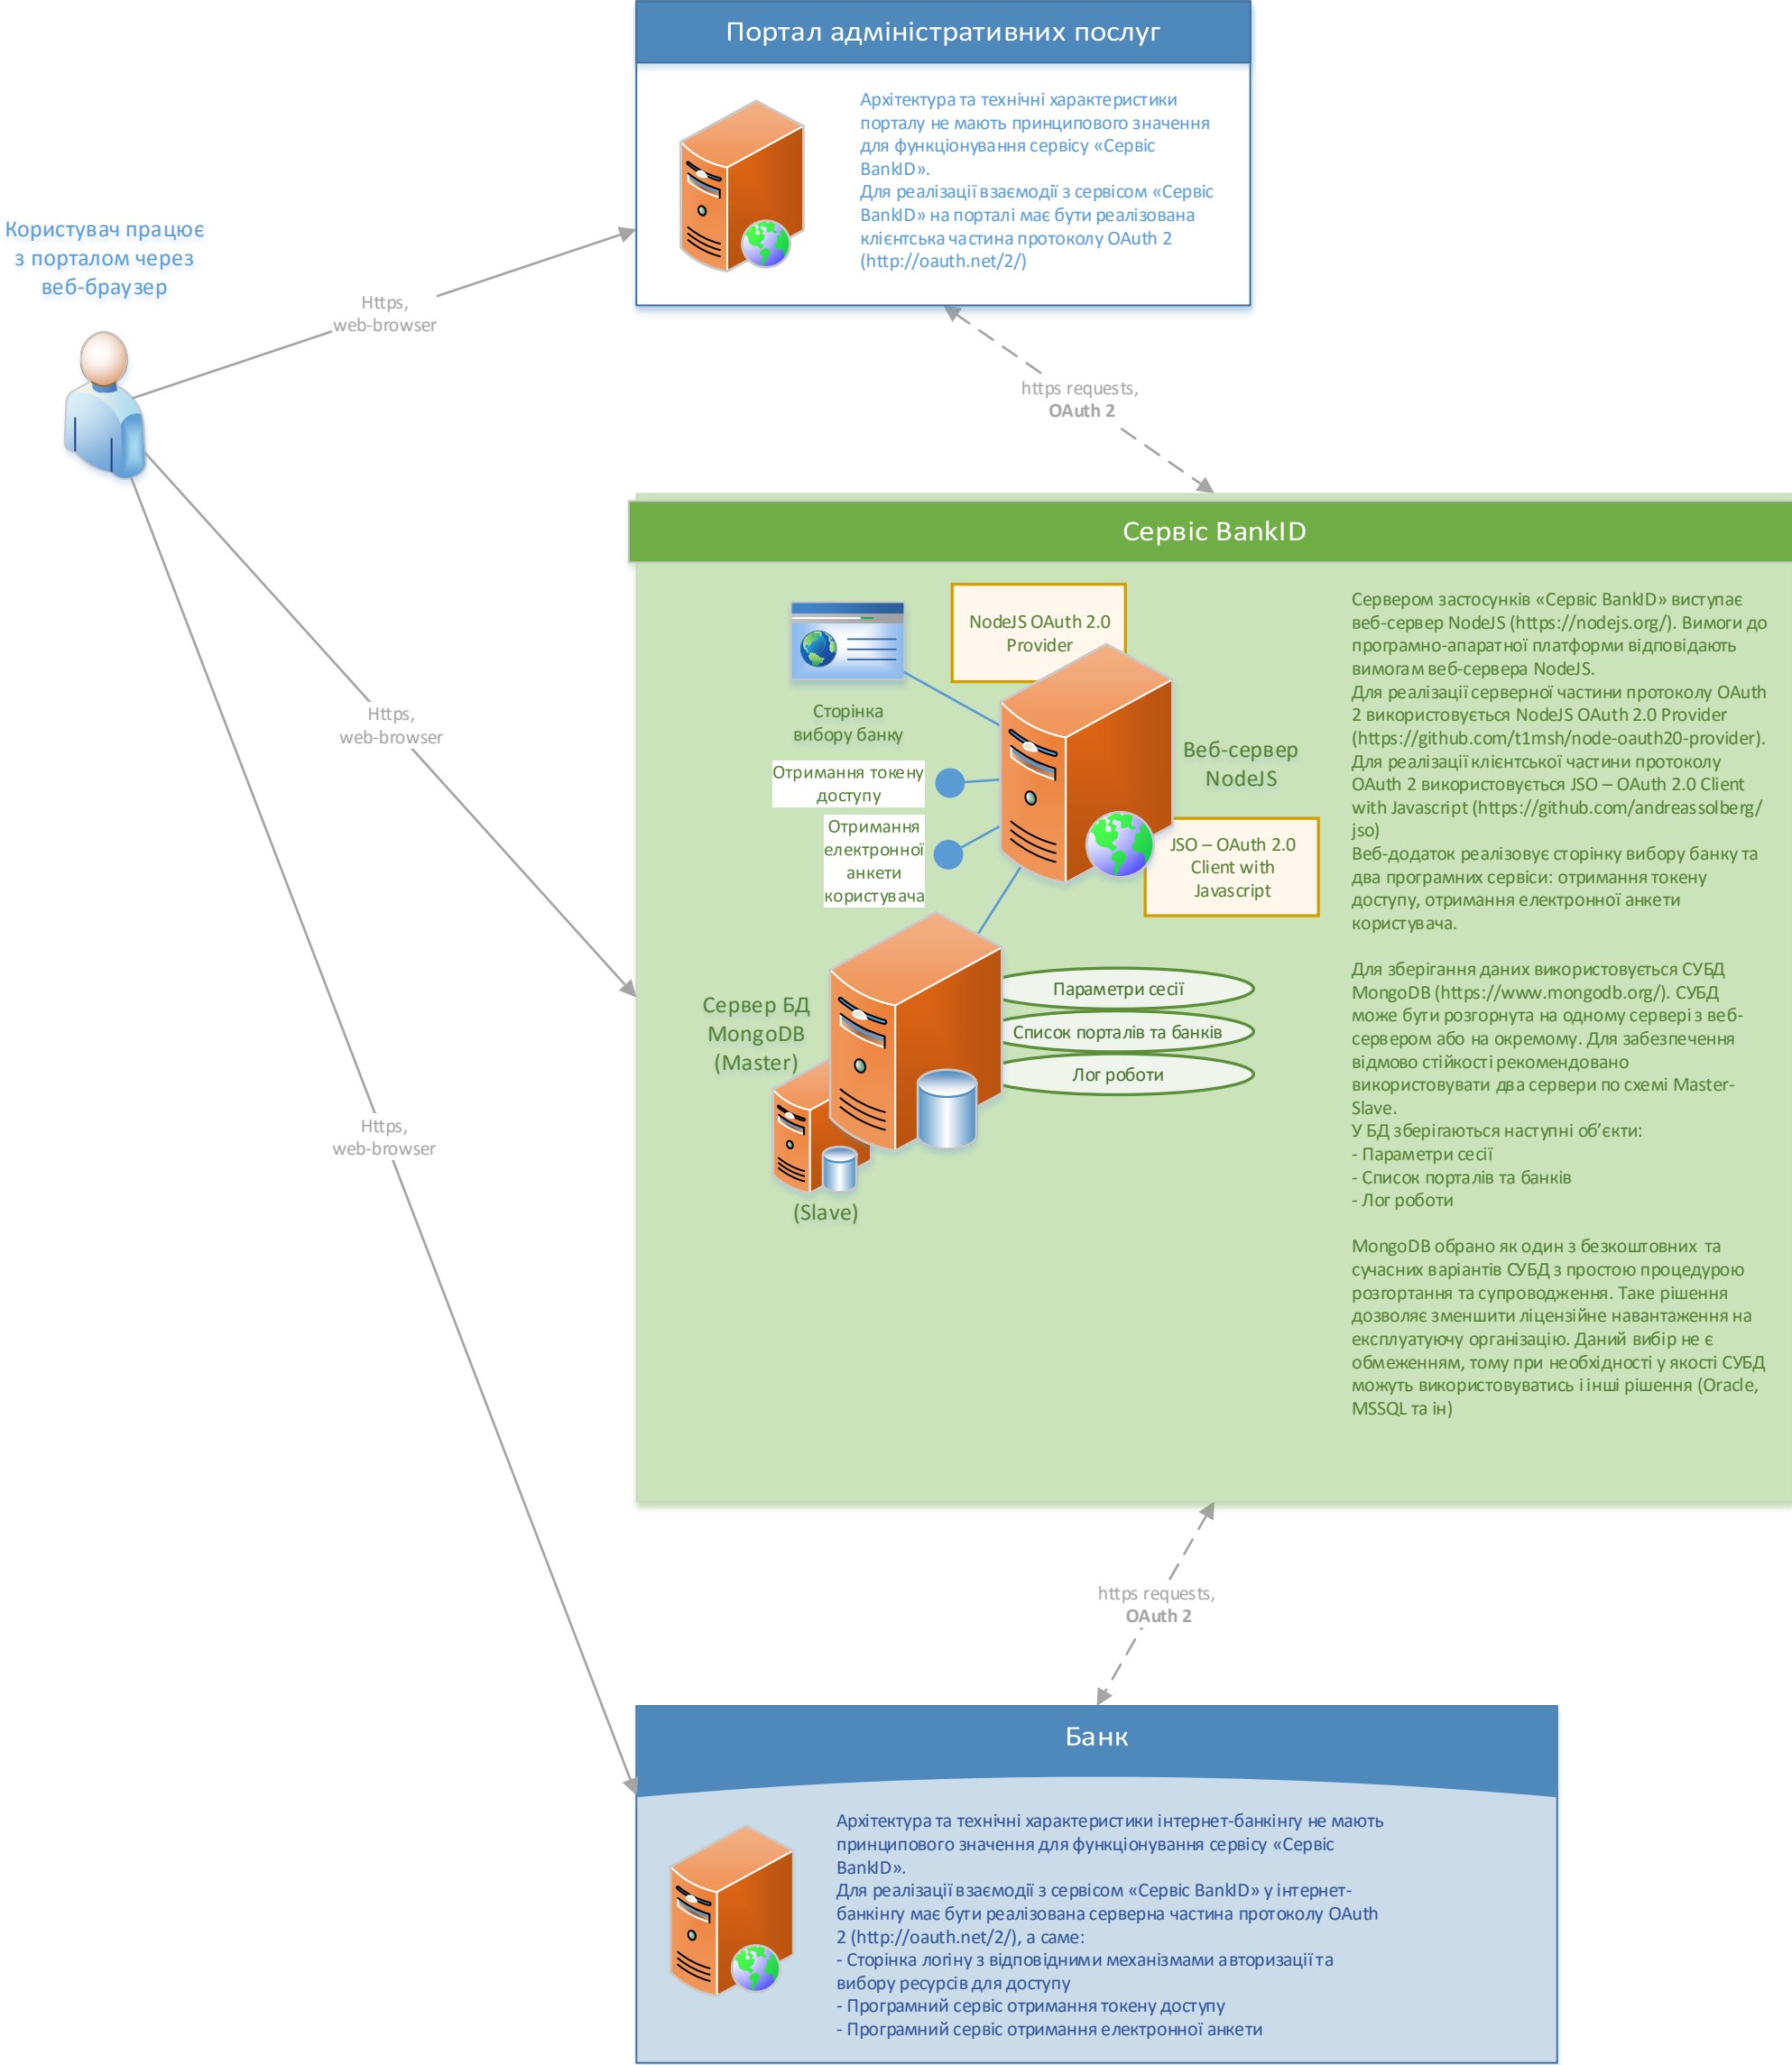 Портал адміністративних послуг
Архітектура та технічні характеристики
порталу не мають принципового значення
для функціонування сервісу «Сервіс
BankID».
Для реалізації взаємодії з сервісом «Сервіс
BankID» на порталі має бути реалізована
клієнтська частина протоколу OAuth 2
(http://oauth.net/2/)
Користувач працює
з порталом через
веб-браузер
Https,
web-browser
https requests,
OAuth 2
Сервіс BankID
NodeJS OAuth 2.0
Provider
Сторінка
вибору банку
Веб-сервер
NodeJS
Отримання токену
доступу
Отримання
електронної
анкети
користувача
JSO – OAuth 2.0
Client with
Javascript
Https,
web-browser
Сервер БД
MongoDB
(Master)
Параметри сесії
Список порталів та банків
Лог роботи
(Slave)
Сервером застосунків «Сервіс BankID» виступає
веб-сервер NodeJS (https://nodejs.org/). Вимоги до
програмно-апаратної платформи відповідають
вимогам веб-сервера NodeJS.
Для реалізації серверної частини протоколу OAuth
2 використовується NodeJS OAuth 2.0 Provider
(https://github.com/t1msh/node-oauth20-provider).
Для реалізації клієнтської частини протоколу
OAuth 2 використовується JSO – OAuth 2.0 Client
with Javascript (https://github.com/andreassolberg/
jso)
Веб-додаток реалізовує сторінку вибору банку та
два програмних сервіси: отримання токену
доступу, отримання електронної анкети
користувача.
Для зберігання даних використовується СУБД
MongoDB (https://www.mongodb.org/). СУБД
може бути розгорнута на одному сервері з веб-
сервером або на окремому. Для забезпечення
відмово стійкості рекомендовано
використовувати два сервери по схемі Master-
Slave.
У БД зберігаються наступні об’єкти:
- Параметри сесії
- Список порталів та банків
- Лог роботи
MongoDB обрано як один з безкоштовних та
сучасних варіантів СУБД з простою процедурою
розгортання та супроводження. Таке рішення
дозволяє зменшити ліцензійне навантаження на
експлуатуючу організацію. Даний вибір не є
обмеженням, тому при необхідності у якості СУБД
можуть використовуватись і інші рішення (Oracle,
MSSQL та ін)
Https,
web-browser
https requests,
OAuth 2
Банк
Архітектура та технічні характеристики інтернет-банкінгу не мають
принципового значення для функціонування сервісу «Сервіс
BankID».
Для реалізації взаємодії з сервісом «Сервіс BankID» у інтернет-
банкінгу має бути реалізована серверна частина протоколу OAuth
2 (http://oauth.net/2/), а саме:
- Сторінка логіну з відповідними механізмами авторизації та
вибору ресурсів для доступу
- Програмний сервіс отримання токену доступу
- Програмний сервіс отримання електронної анкети